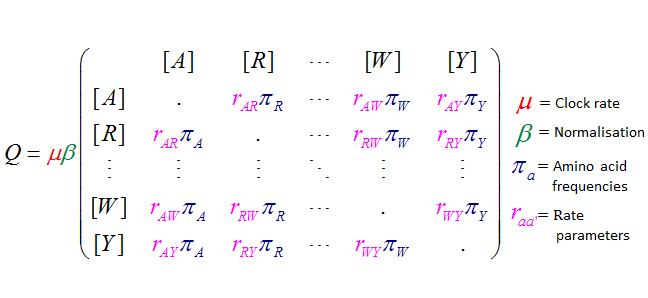 [A] [R] ⋯ [W] [Y]
[A] . r_AR π_R ⋯ r_AW π_W r_AY π_Y
[R] r_AR π_A . ⋯ r_RW π_W r_RY π_Y
Q = μβ ⋮ ⋮ ⋮ ⋱ ⋮ ⋮
[W] r_AW π_A r_RW π_R ⋯ . r_WY π_Y
[Y] r_AY π_A r_RY π_R ⋯ r_WY π_W .
μ = Clock rate
β = Normalisation
π_a = Amino acid
frequencies
r_aa' = Rate
parameters